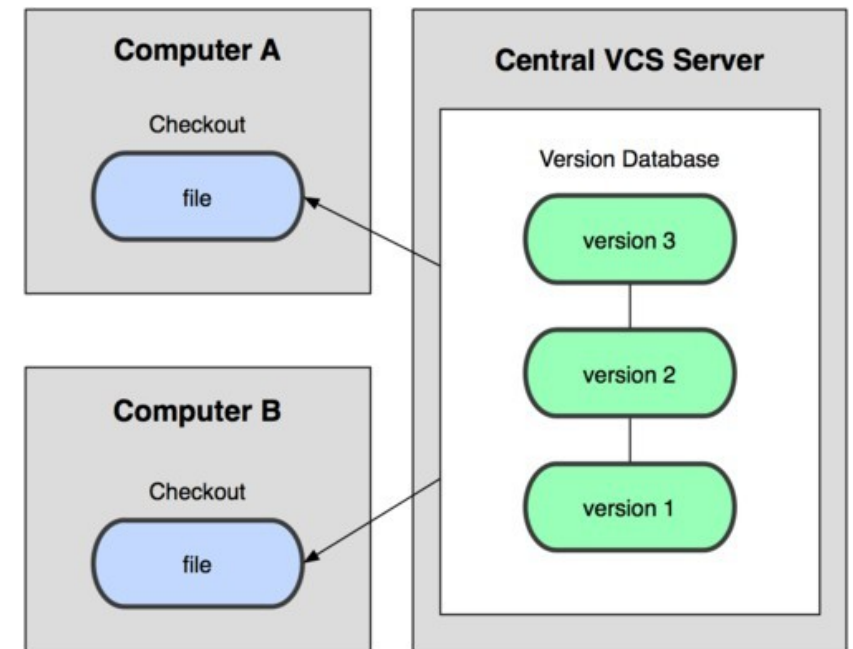 Computer A
Checkout
file
Computer B
Checkout
file
Central VCS Server
Version Database
version 3
version 2
version 1